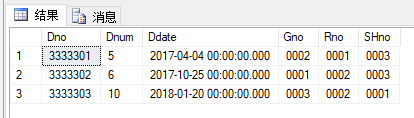 结果 消息
Dno Dnum Ddate Gno Rno SHno
1 3333301 5 2017-04-04 00:00:00.000 0002 0001 0003
2 3333302 6 2017-10-25 00:00:00.000 0001 0002 0003
3 3333303 10 2018-01-20 00:00:00.000 0003 0002 0001